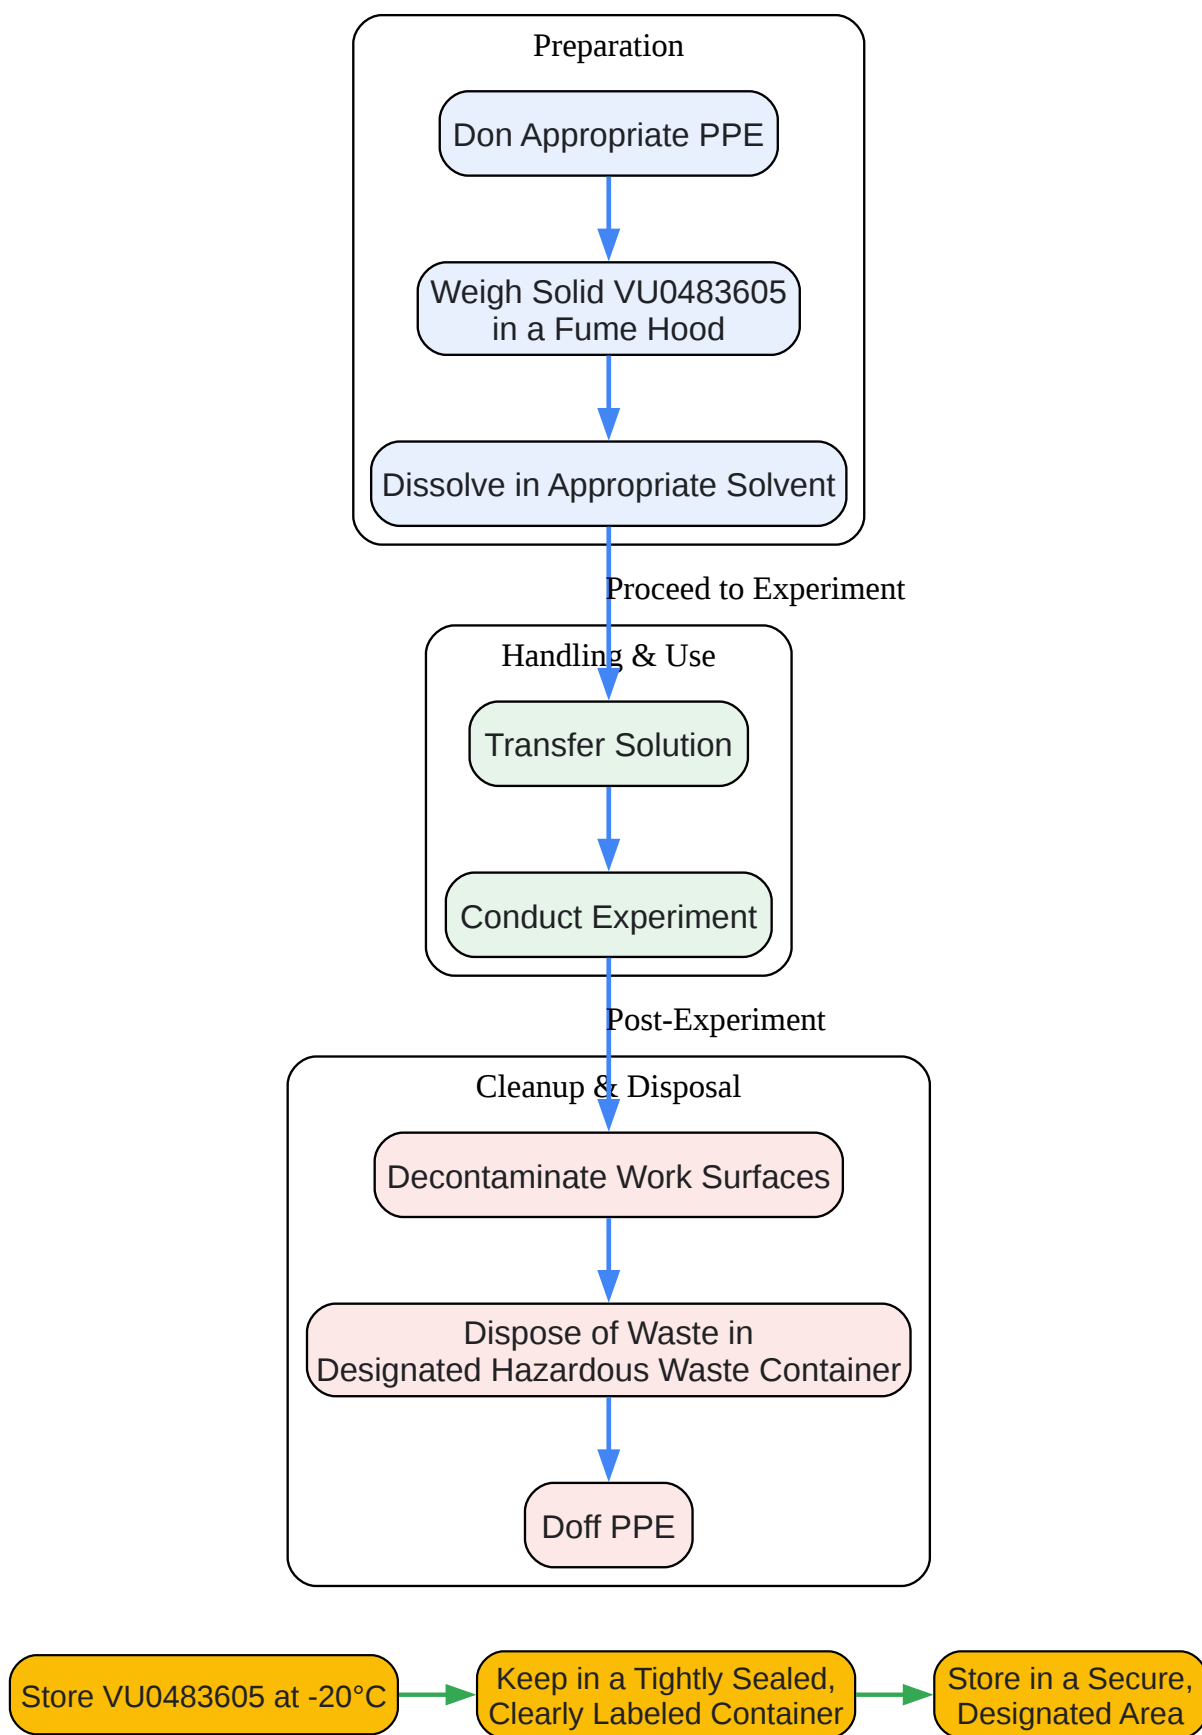 Preparation
Don Appropriate PPE
Weigh Solid VU0483605
in a Fume Hood
Dissolve in Appropriate Solvent
Proceed to Experiment
Handling & Use
Transfer Solution
Conduct Experiment
Post-Experiment
Cleanup & Disposal
Decontaminate Work Surfaces
Dispose of Waste in
Designated Hazardous Waste Container
Doff PPE
Store VU0483605 at -20°C
Keep in a Tightly Sealed,
Clearly Labeled Container
Store in a Secure,
Designated Area